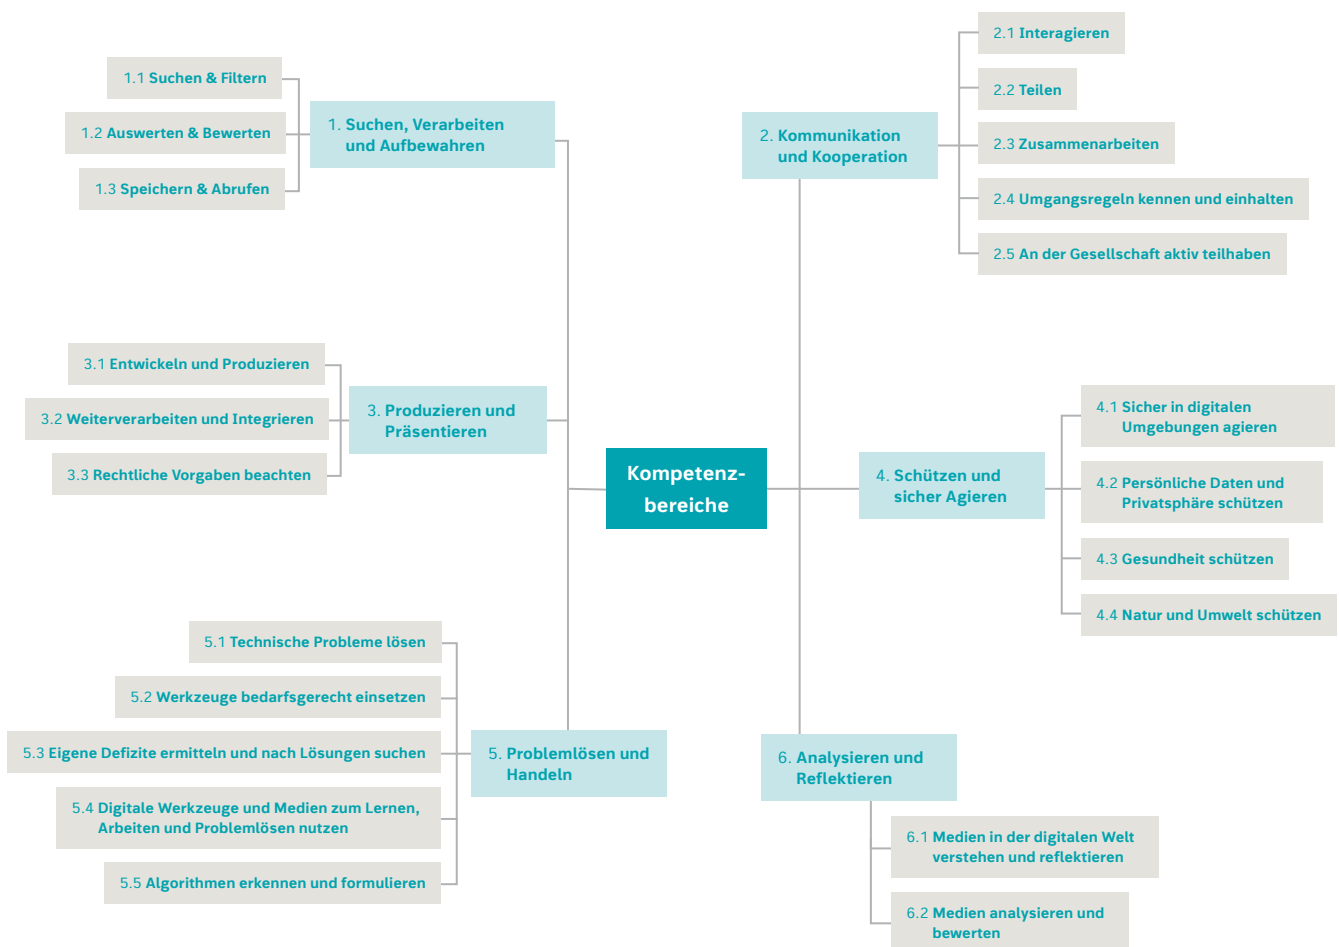 1. Suchen, Verarbeiten
und Aufbewahren
1.1 Suchen & Filtern
1.2 Auswerten & Bewerten
1.3 Speichern & Abrufen
2. Kommunikation
und Kooperation
2.1 Interagieren
2.2 Teilen
2.3 Zusammenarbeiten
2.4 Umgangsregeln kennen und einhalten
2.5 An der Gesellschaft aktiv teilhaben
3. Produzieren und
Präsentieren
3.1 Entwickeln und Produzieren
3.2 Weiterverarbeiten und Integrieren
3.3 Rechtliche Vorgaben beachten
Kompetenz-
bereiche
4. Schützen und
sicher Agieren
4.1 Sicher in digitalen
Umgebungen agieren
4.2 Persönliche Daten und
Privatsphäre schützen
4.3 Gesundheit schützen
4.4 Natur und Umwelt schützen
5. Problemlösen und
Handeln
5.1 Technische Probleme lösen
5.2 Werkzeuge bedarfsgerecht einsetzen
5.3 Eigene Defizite ermitteln und nach Lösungen suchen
5.4 Digitale Werkzeuge und Medien zum Lernen,
Arbeiten und Problemlösen nutzen
5.5 Algorithmen erkennen und formulieren
6. Analysieren und
Reflektieren
6.1 Medien in der digitalen Welt
verstehen und reflektieren
6.2 Medien analysieren und
bewerten